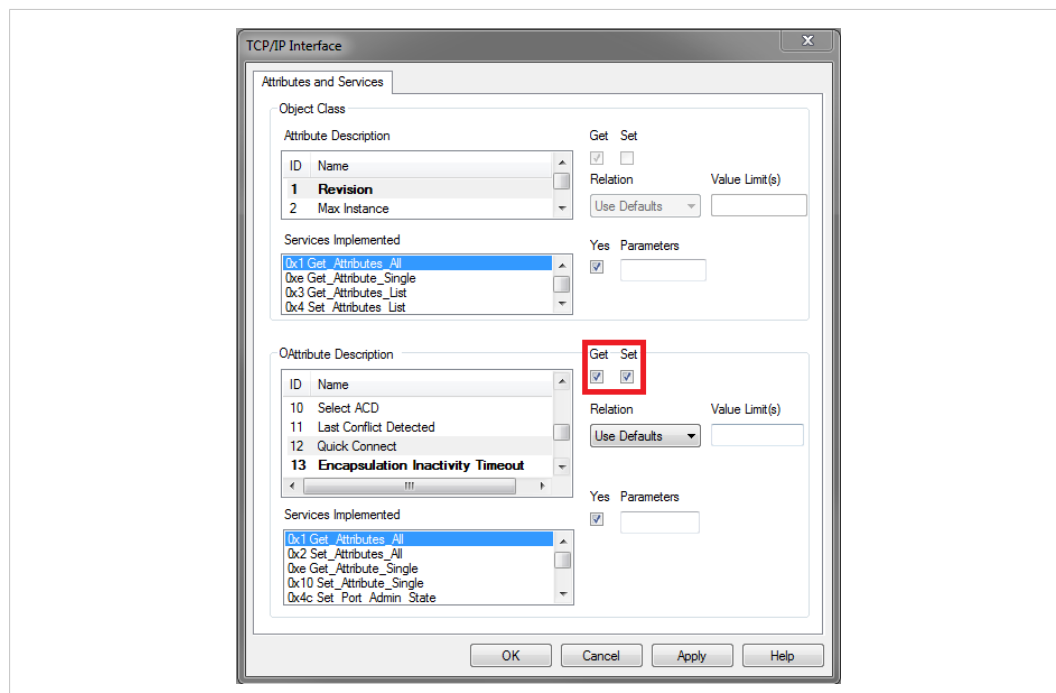 TCP/IP Interface
Attributes and Services
Object Class
Attribute Description
Get Set
ID Name
1 Revision
2 Max Instance
Relation
Value Limit(s)
Use Defaults
Services Implemented
Yes Parameters
0x1 Get_Attributes_All
0xe Get_Attribute_Single
0x3 Get_Attributes_List
0x4 Set_Attributes_List
OAttribute Description
Get Set
ID Name
10 Select ACD
11 Last Conflict Detected
12 Quick Connect
13 Encapsulation Inactivity Timeout
Relation
Value Limit(s)
Use Defaults
Yes Parameters
Services Implemented
0x1 Get_Attributes_All
0x2 Set_Attributes_All
0xe Get_Attribute_Single
0x10 Set_Attribute_Single
0x4c Set_Port_Admin_State
OK Cancel Apply Help